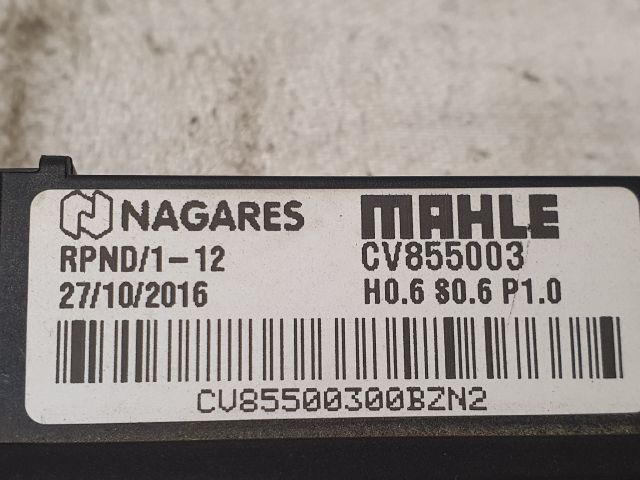 NAGARES MAHLE
RPND/1-12 CV855003
27/10/2016 H0.6 S0.6 P1.0
CV85500300BZN2